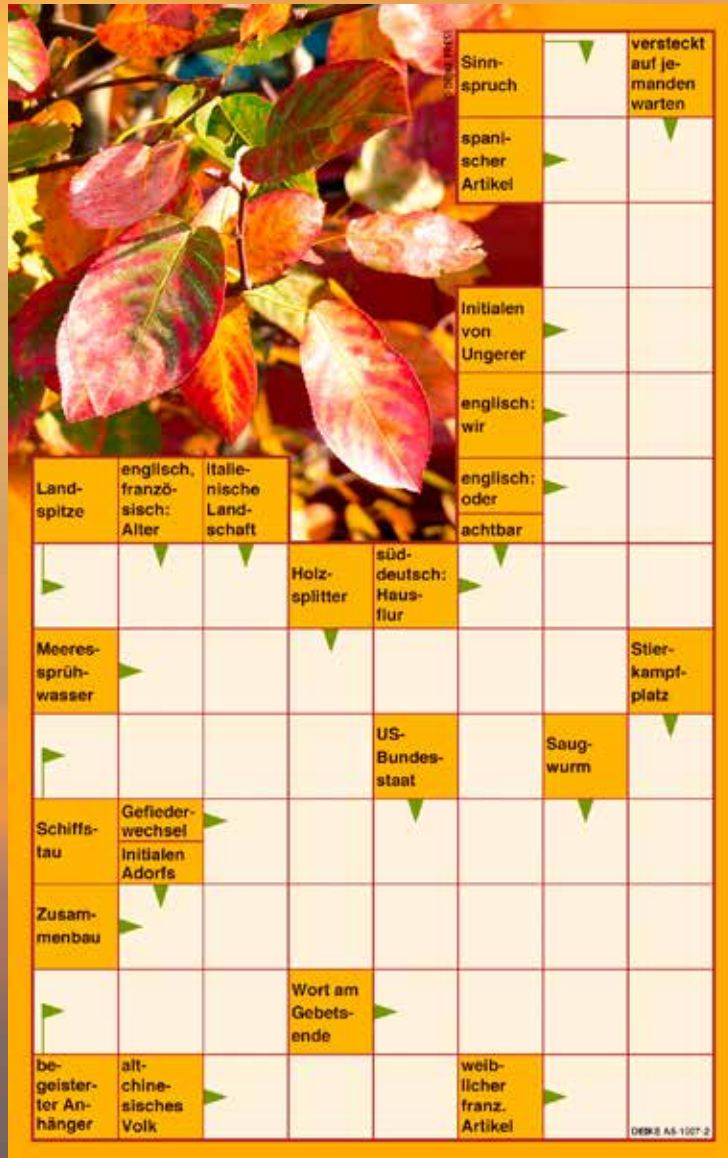 © DEIKE PRESS
Sinn-
spruch
versteckt
auf je-
manden
warten
spani-
scher
Artikel
Initialen
von
Ungerer
englisch:
wir
englisch:
oder
achtbar
Land-
spitze
englisch,
franzö-
sisch:
Alter
italie-
nische
Land-
schaft
Holz-
splitter
süd-
deutsch:
Haus-
flur
Meeres-
sprüh-
wasser
Stier-
kampf-
platz
US-
Bundes-
staat
Saug-
wurm
Schiffs-
tau
Gefieder-
wechsel
Initialen
Adorfs
Zusam-
menbau
Wort am
Gebets-
ende
be-
geister-
ter An-
hänger
alt-
chine-
sisches
Volk
weib-
licher
franz.
Artikel
DEIKE